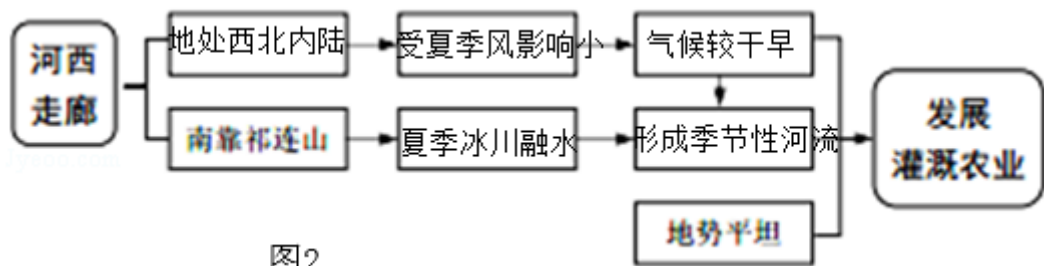 河西
走廊
地处西北内陆
受夏季风影响小
气候较干旱
南靠祁连山
夏季冰川融水
形成季节性河流
地势平坦
发展
灌溉农业
图2